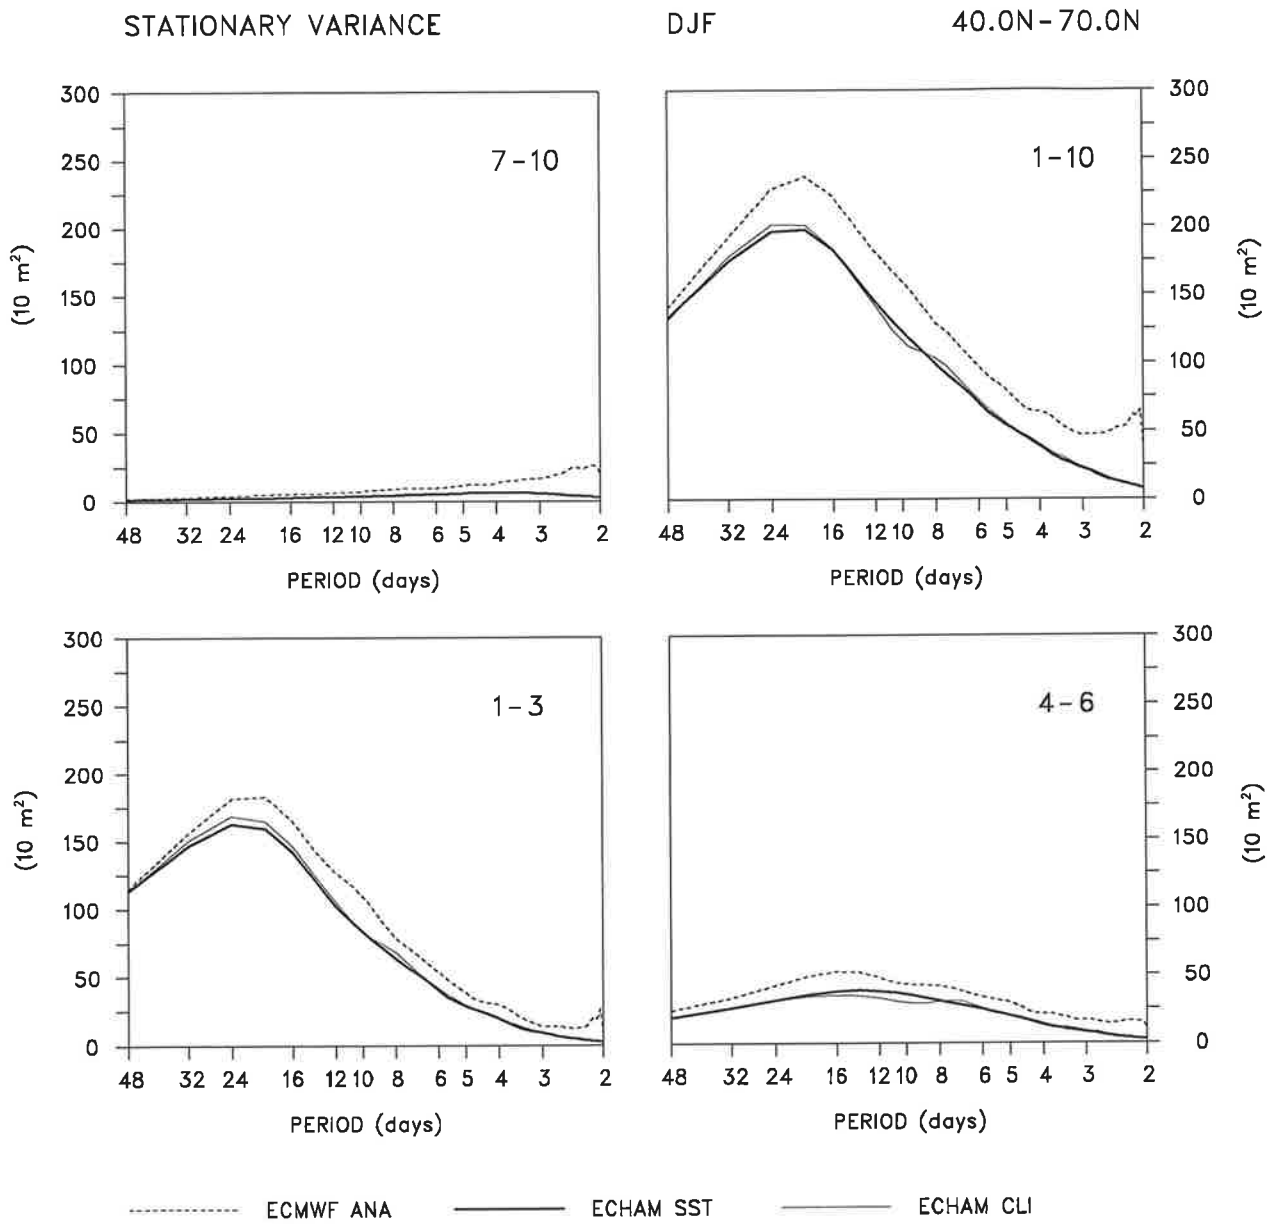 STATIONARY VARIANCE DJF 40.0N-70.0N
300 300
7-10 1-10
250 250
200 200
(10 m²) (10 m²)
150 150
100 100
50 50
0 0
48 32 24 16 12 10 8 6 5 4 3 2 48 32 24 16 12 10 8 6 5 4 3 2
PERIOD (days) PERIOD (days)
300 300
1-3 4-6
250 250
200 200
(10 m²) (10 m²)
150 150
100 100
50 50
0 0
48 32 24 16 12 10 8 6 5 4 3 2 48 32 24 16 12 10 8 6 5 4 3 2
PERIOD (days) PERIOD (days)
ECMWF ANA ECHAM SST ECHAM CLI